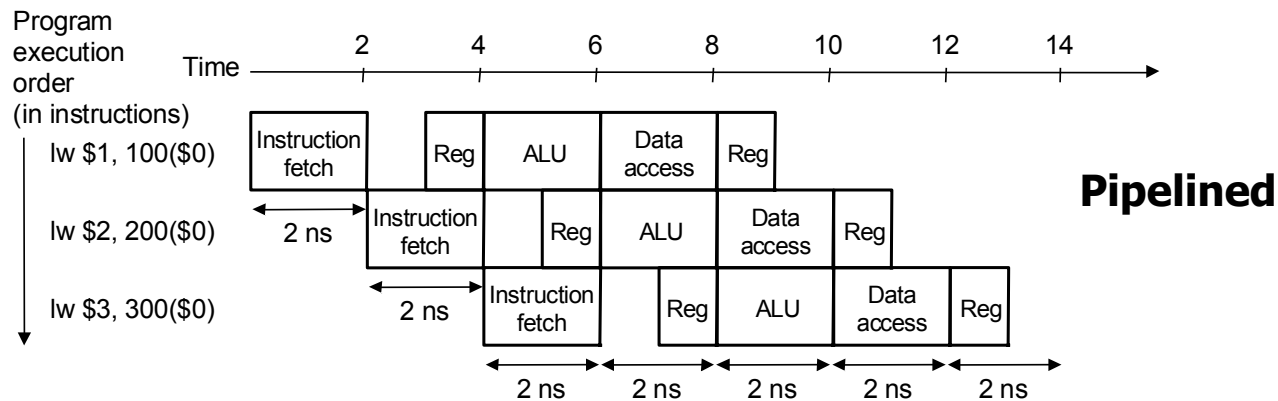 Program
execution
order
(in instructions)
Time
2 4 6 8 10 12 14
lw $1, 100($0)
Instruction
fetch
Reg
ALU
Data
access
Reg
Pipelined
2 ns
lw $2, 200($0)
Instruction
fetch
Reg
ALU
Data
access
Reg
2 ns
lw $3, 300($0)
Instruction
fetch
Reg
ALU
Data
access
Reg
2 ns 2 ns 2 ns 2 ns 2 ns